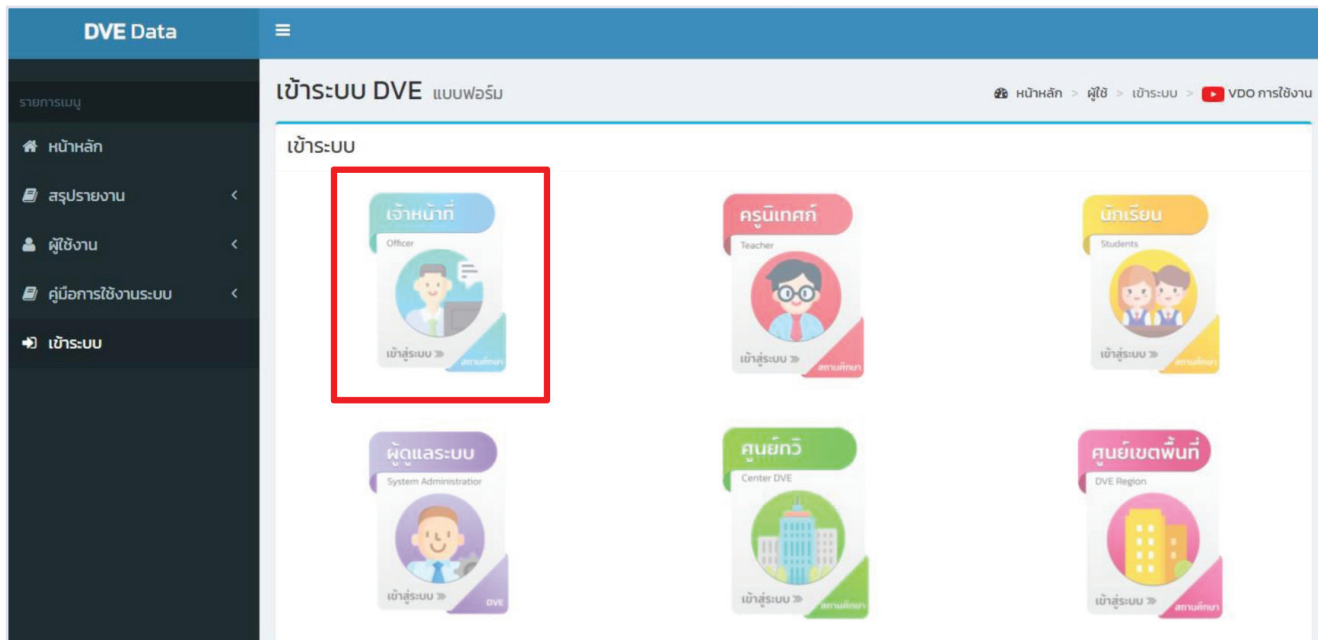 DVE Data
รายการเมนู
หน้าหลัก
สรุปรายงาน
ผู้ใช้งาน
คู่มือการใช้งานระบบ
เข้าระบบ
เข้าระบบ DVE แบบฟอร์ม
หน้าหลัก > ผู้ใช้ > เข้าระบบ > VDO การใช้งาน
เข้าระบบ
เจ้าหน้าที่
Officer
เข้าสู่ระบบ
สถานศึกษา
ครูนิเทศก์
Teacher
เข้าสู่ระบบ
สถานศึกษา
นักเรียน
Students
เข้าสู่ระบบ
สถานศึกษา
ผู้ดูแลระบบ
System Administratior
เข้าสู่ระบบ
DVE
ศูนย์ทวิ
Center DVE
เข้าสู่ระบบ
สถานศึกษา
ศูนย์เขตพื้นที่
DVE Region
เข้าสู่ระบบ
สถานศึกษา